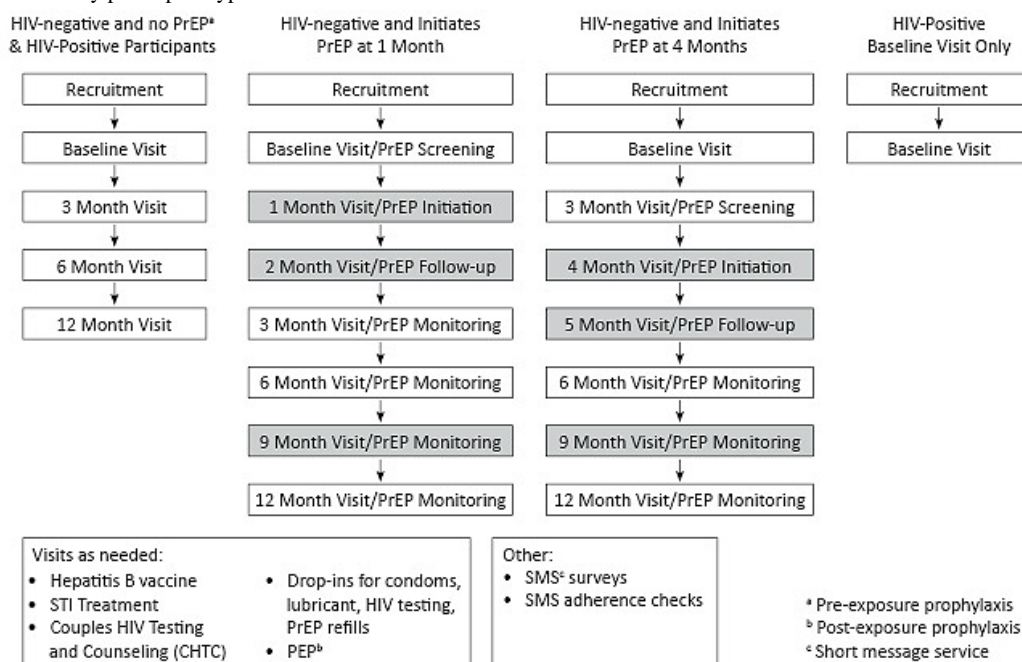 HIV-negative and no PrEPᵃ
& HIV-Positive Participants
Recruitment
Baseline Visit
3 Month Visit
6 Month Visit
12 Month Visit
HIV-negative and Initiates
PrEP at 1 Month
Recruitment
Baseline Visit/PrEP Screening
1 Month Visit/PrEP Initiation
2 Month Visit/PrEP Follow-up
3 Month Visit/PrEP Monitoring
6 Month Visit/PrEP Monitoring
9 Month Visit/PrEP Monitoring
12 Month Visit/PrEP Monitoring
HIV-negative and Initiates
PrEP at 4 Months
Recruitment
Baseline Visit
3 Month Visit/PrEP Screening
4 Month Visit/PrEP Initiation
5 Month Visit/PrEP Follow-up
6 Month Visit/PrEP Monitoring
9 Month Visit/PrEP Monitoring
12 Month Visit/PrEP Monitoring
HIV-Positive
Baseline Visit Only
Recruitment
Baseline Visit
Visits as needed:
• Hepatitis B vaccine
• STI Treatment
• Couples HIV Testing
and Counseling (CHTC)
• Drop-ins for condoms,
lubricant, HIV testing,
PrEP refills
• PEPᵇ
Other:
• SMSᶜ surveys
• SMS adherence checks
ᵃ Pre-exposure prophylaxis
ᵇ Post-exposure prophylaxis
ᶜ Short message service